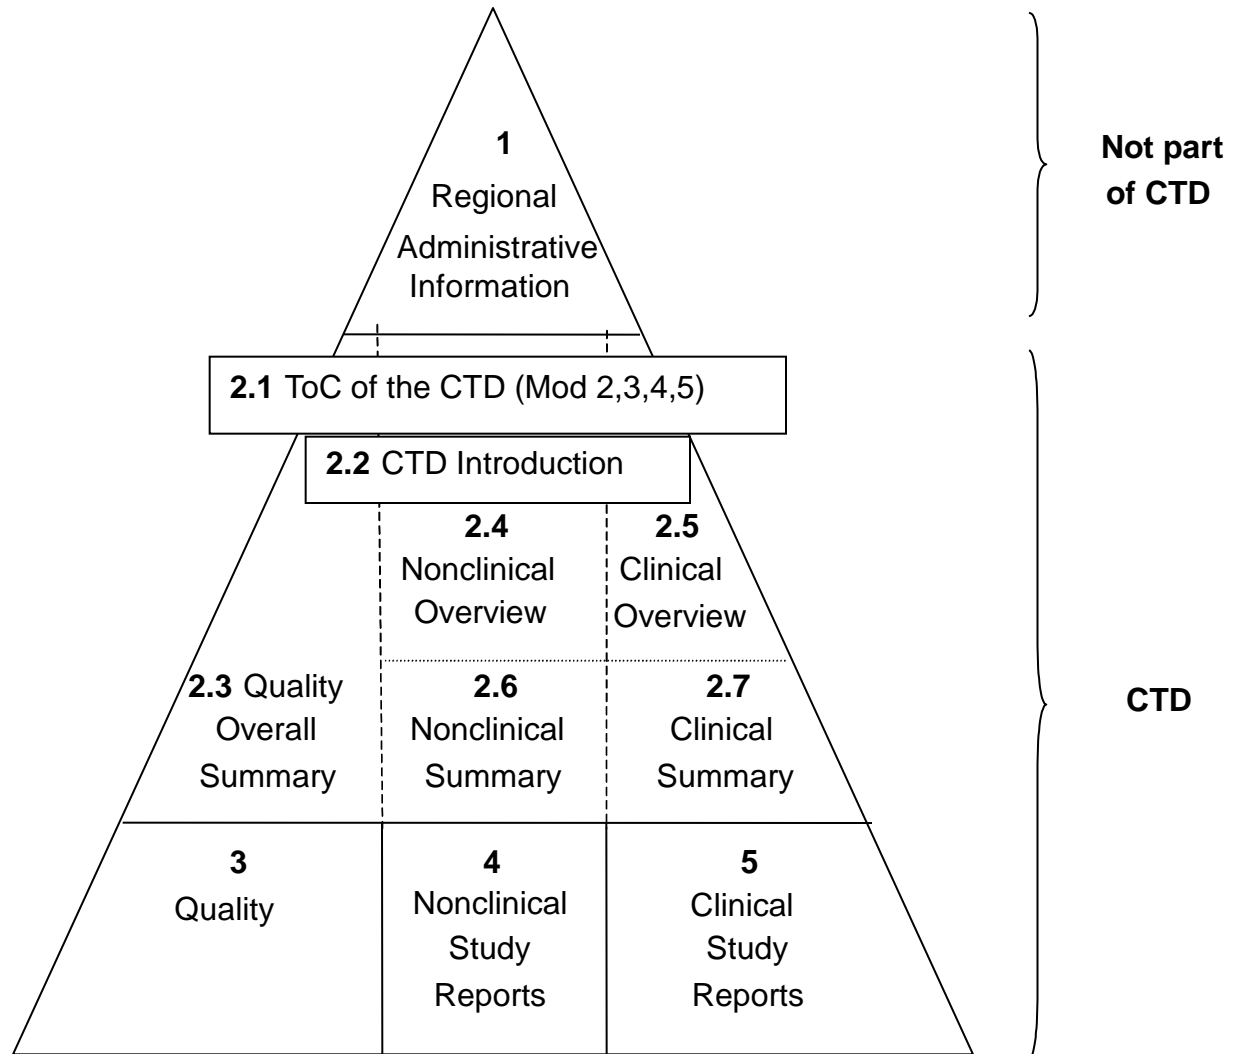 1
Regional
Administrative
Information
Not part
of CTD
2.1 ToC of the CTD (Mod 2,3,4,5)
2.2 CTD Introduction
2.4
Nonclinical
Overview
2.5
Clinical
Overview
2.3 Quality
Overall
Summary
2.6
Nonclinical
Summary
2.7
Clinical
Summary
CTD
3
Quality
4
Nonclinical
Study
Reports
5
Clinical
Study
Reports